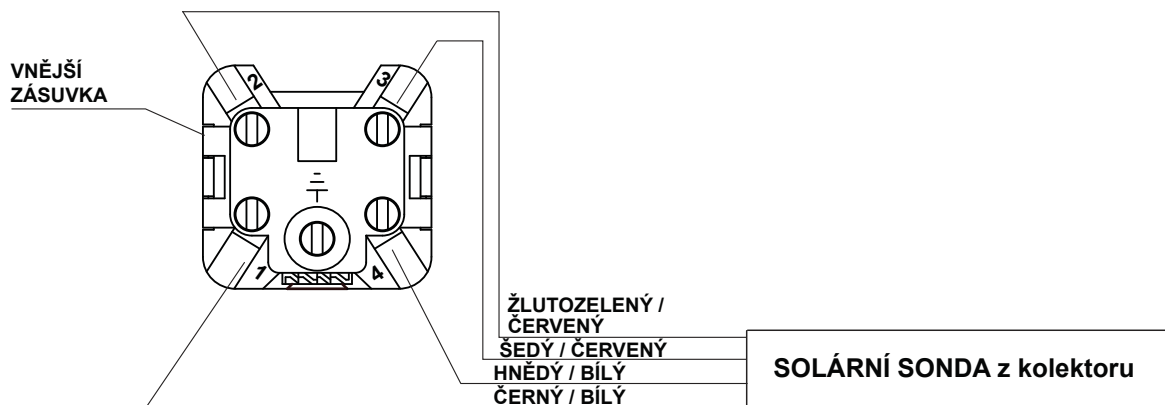 VNĚJŠÍ
ZÁSUVKA
2
3
1
4
ŽLUTOZELENÝ /
ČERVENÝ
ŠEDÝ / ČERVENÝ
HNĚDÝ / BÍLÝ
ČERNÝ / BÍLÝ
SOLÁRNÍ SONDA z kolektoru